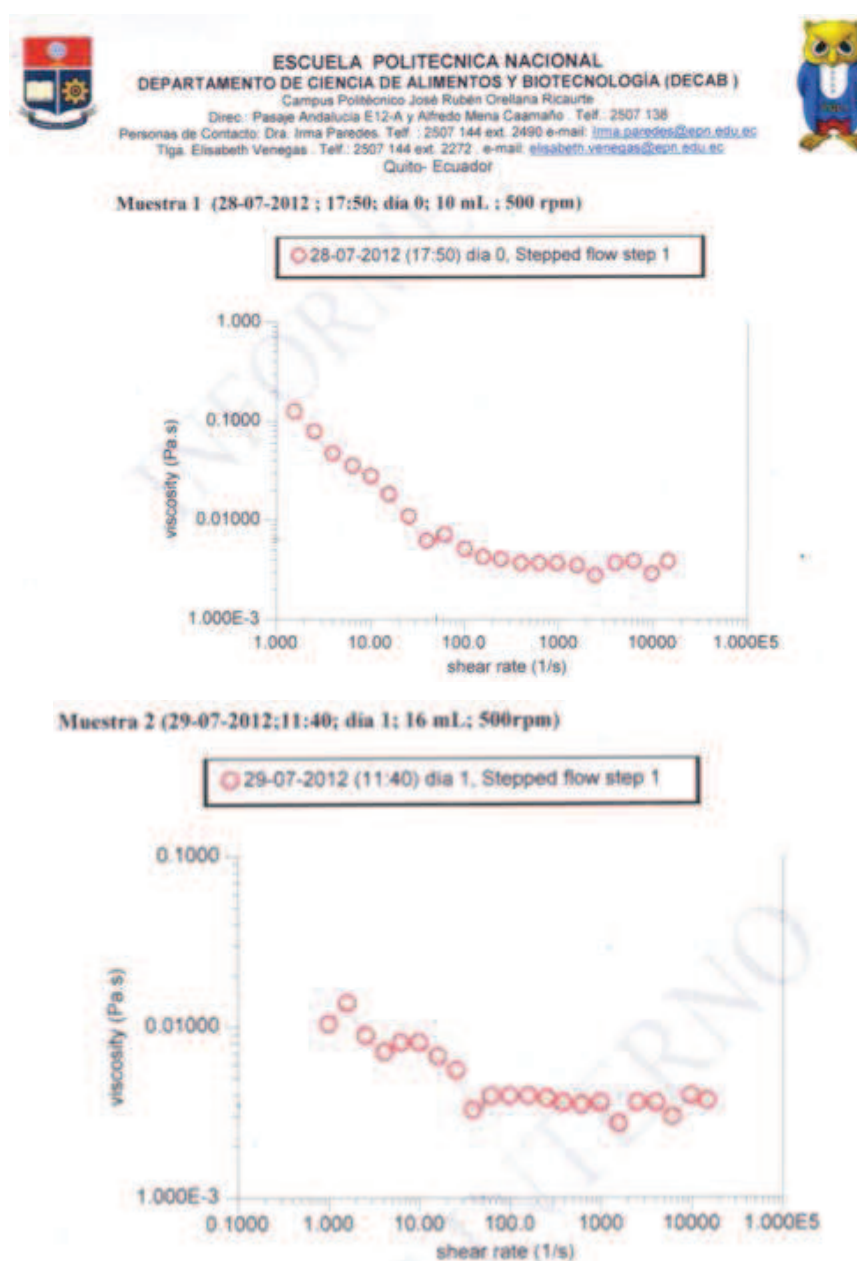 ESCUELA POLITECNICA NACIONAL
DEPARTAMENTO DE CIENCIA DE ALIMENTOS Y BIOTECNOLOGÍA (DECAB )
Campus Politécnico José Rubén Orellana Ricaurte
Direc.: Pasaje Andalucía E12-A y Alfredo Mena Caamaño . Telf.: 2507 138
Personas de Contacto: Dra. Irma Paredes. Telf. : 2507 144 ext. 2490 e-mail: Irma.paredes@epn.edu.ec
Tlga. Elisabeth Venegas . Telf.: 2507 144 ext. 2272 . e-mail: elisabeth.venegas@epn.edu.ec
Quito- Ecuador
Muestra 1 (28-07-2012 ; 17:50; día 0; 10 mL ; 500 rpm)
28-07-2012 (17:50) dia 0, Stepped flow step 1
1.000
0.1000
0.01000
1.000E-3
viscosity (Pa.s)
1.000 10.00 100.0 1000 10000 1.000E5
shear rate (1/s)
Muestra 2 (29-07-2012;11:40; día 1; 16 mL; 500rpm)
29-07-2012 (11:40) dia 1, Stepped flow step 1
0.1000
0.01000
1.000E-3
viscosity (Pa.s)
0.1000 1.000 10.00 100.0 1000 10000 1.000E5
shear rate (1/s)
INFORME
INTERNO